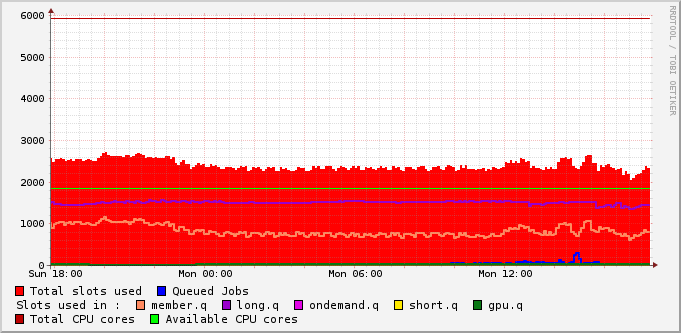 RRDTOOL / TOBI OETIKER
6000
5000
4000
3000
2000
1000
0
Sun 18:00 Mon 00:00 Mon 06:00 Mon 12:00
Total slots used Queued Jobs
Slots used in : member.q long.q ondemand.q short.q gpu.q
Total CPU cores Available CPU cores